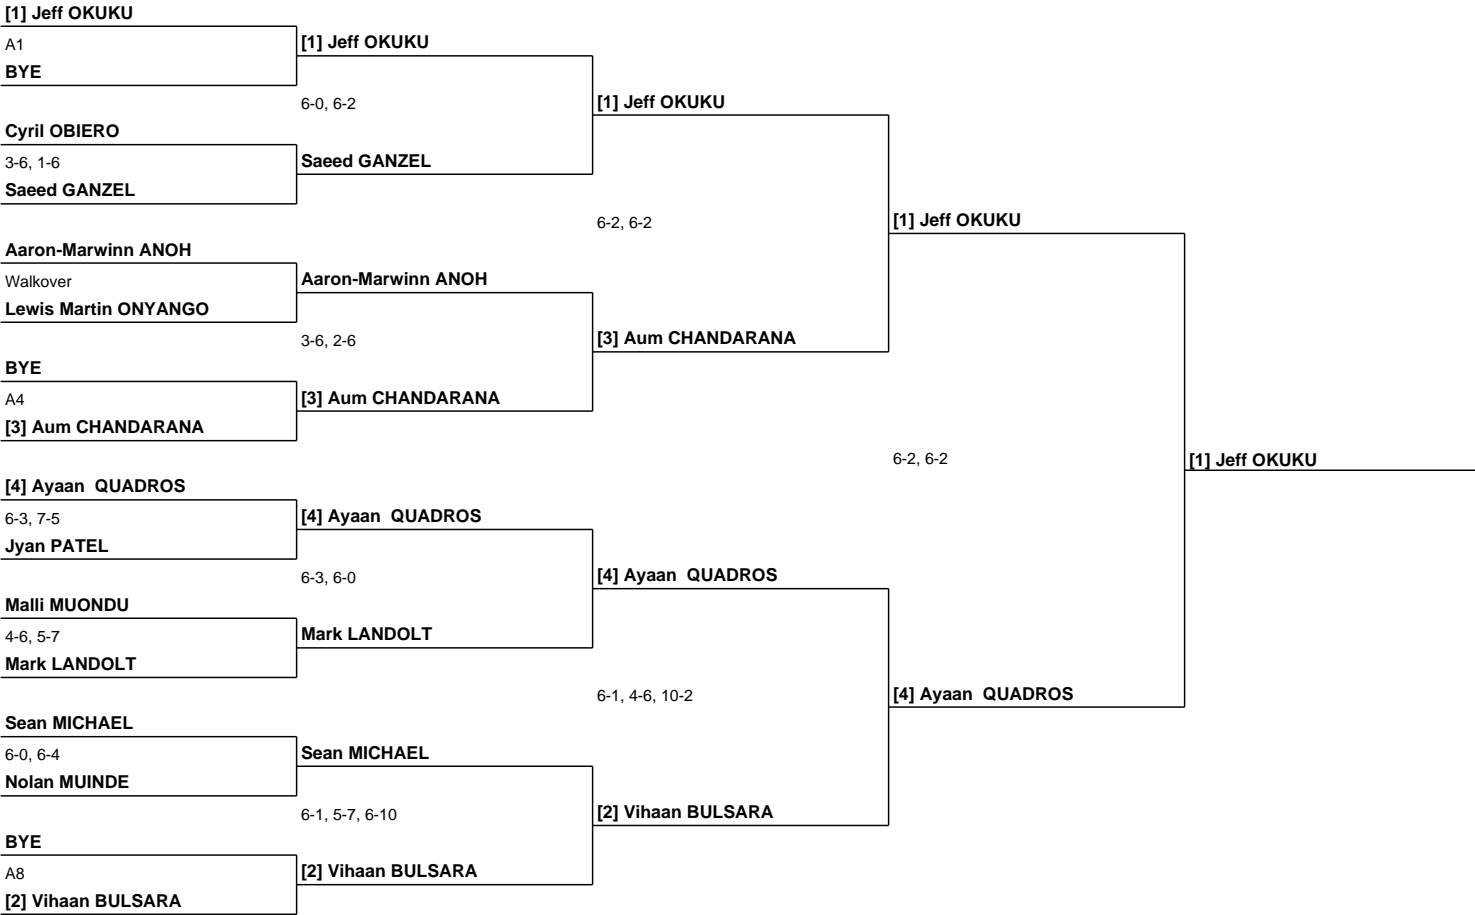 [1] Jeff OKUKU
A1
BYE
Cyril OBIERO
3-6, 1-6
Saeed GANZEL
Aaron-Marwinn ANOH
Walkover
Lewis Martin ONYANGO
BYE
A4
[3] Aum CHANDARANA
[4] Ayaan  QUADROS
6-3, 7-5
Jyan PATEL
Malli MUONDU
4-6, 5-7
Mark LANDOLT
Sean MICHAEL
6-0, 6-4
Nolan MUINDE
BYE
A8
[2] Vihaan BULSARA
[1] Jeff OKUKU
6-0, 6-2
Saeed GANZEL
Aaron-Marwinn ANOH
3-6, 2-6
[3] Aum CHANDARANA
[4] Ayaan  QUADROS
6-3, 6-0
Mark LANDOLT
Sean MICHAEL
6-1, 5-7, 6-10
[2] Vihaan BULSARA
[1] Jeff OKUKU
6-2, 6-2
[3] Aum CHANDARANA
[4] Ayaan  QUADROS
6-1, 4-6, 10-2
[2] Vihaan BULSARA
[1] Jeff OKUKU
6-2, 6-2
[4] Ayaan  QUADROS
[1] Jeff OKUKU